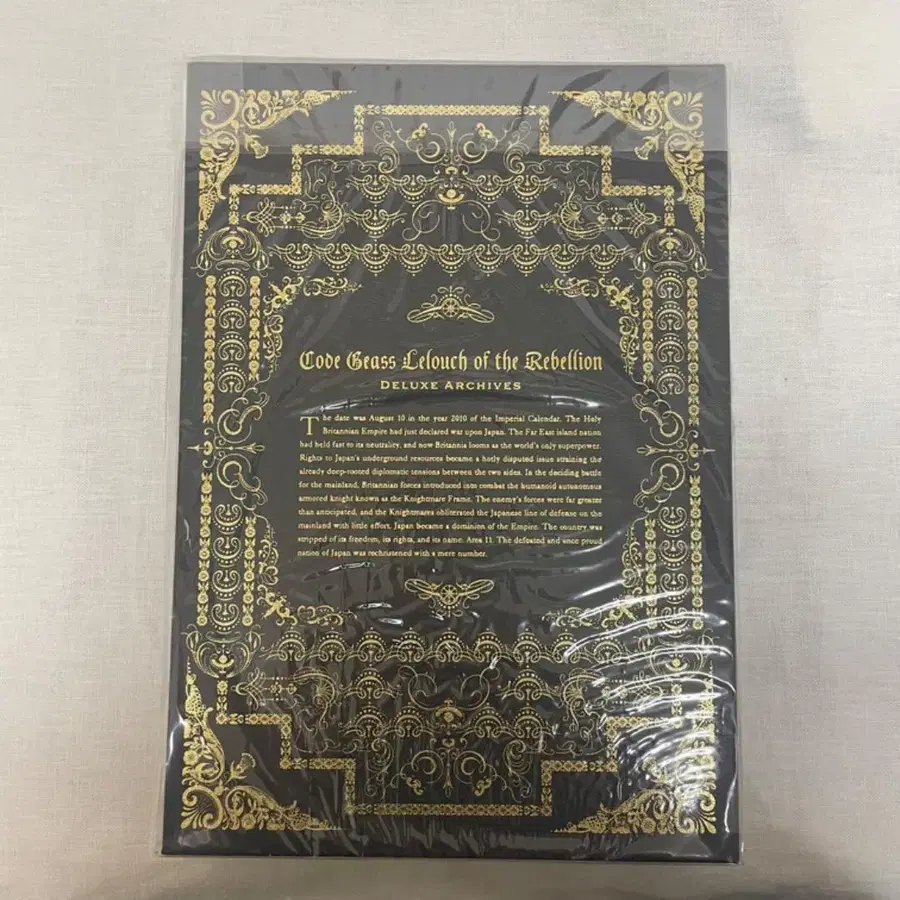 Code Geass Lelouch of the Rebellion
DELUXE ARCHIVES
The date was August 10 in the year 2010 of the Imperial Calendar. The Holy
Britannian Empire had just declared war upon Japan. The Far East island nation
had held fast to its neutrality, and now Britannia looms as the world's only superpower.
Rights to Japan's underground resources became a hotly disputed issue straining the
already deep-rooted diplomatic tensions between the two sides. In the deciding battle
for the mainland, Britannian forces introduced into combat the humanoid autonomous
armored knight known as the Knightmare Frame. The enemy's forces were far greater
than anticipated, and the Knightmares obliterated the Japanese line of defense on the
mainland with little effort. Japan became a dominion of the Empire. The country was
stripped of its freedom, its rights, and its name. Area 11. The defeated and once proud
nation of Japan was rechristened with a mere number.